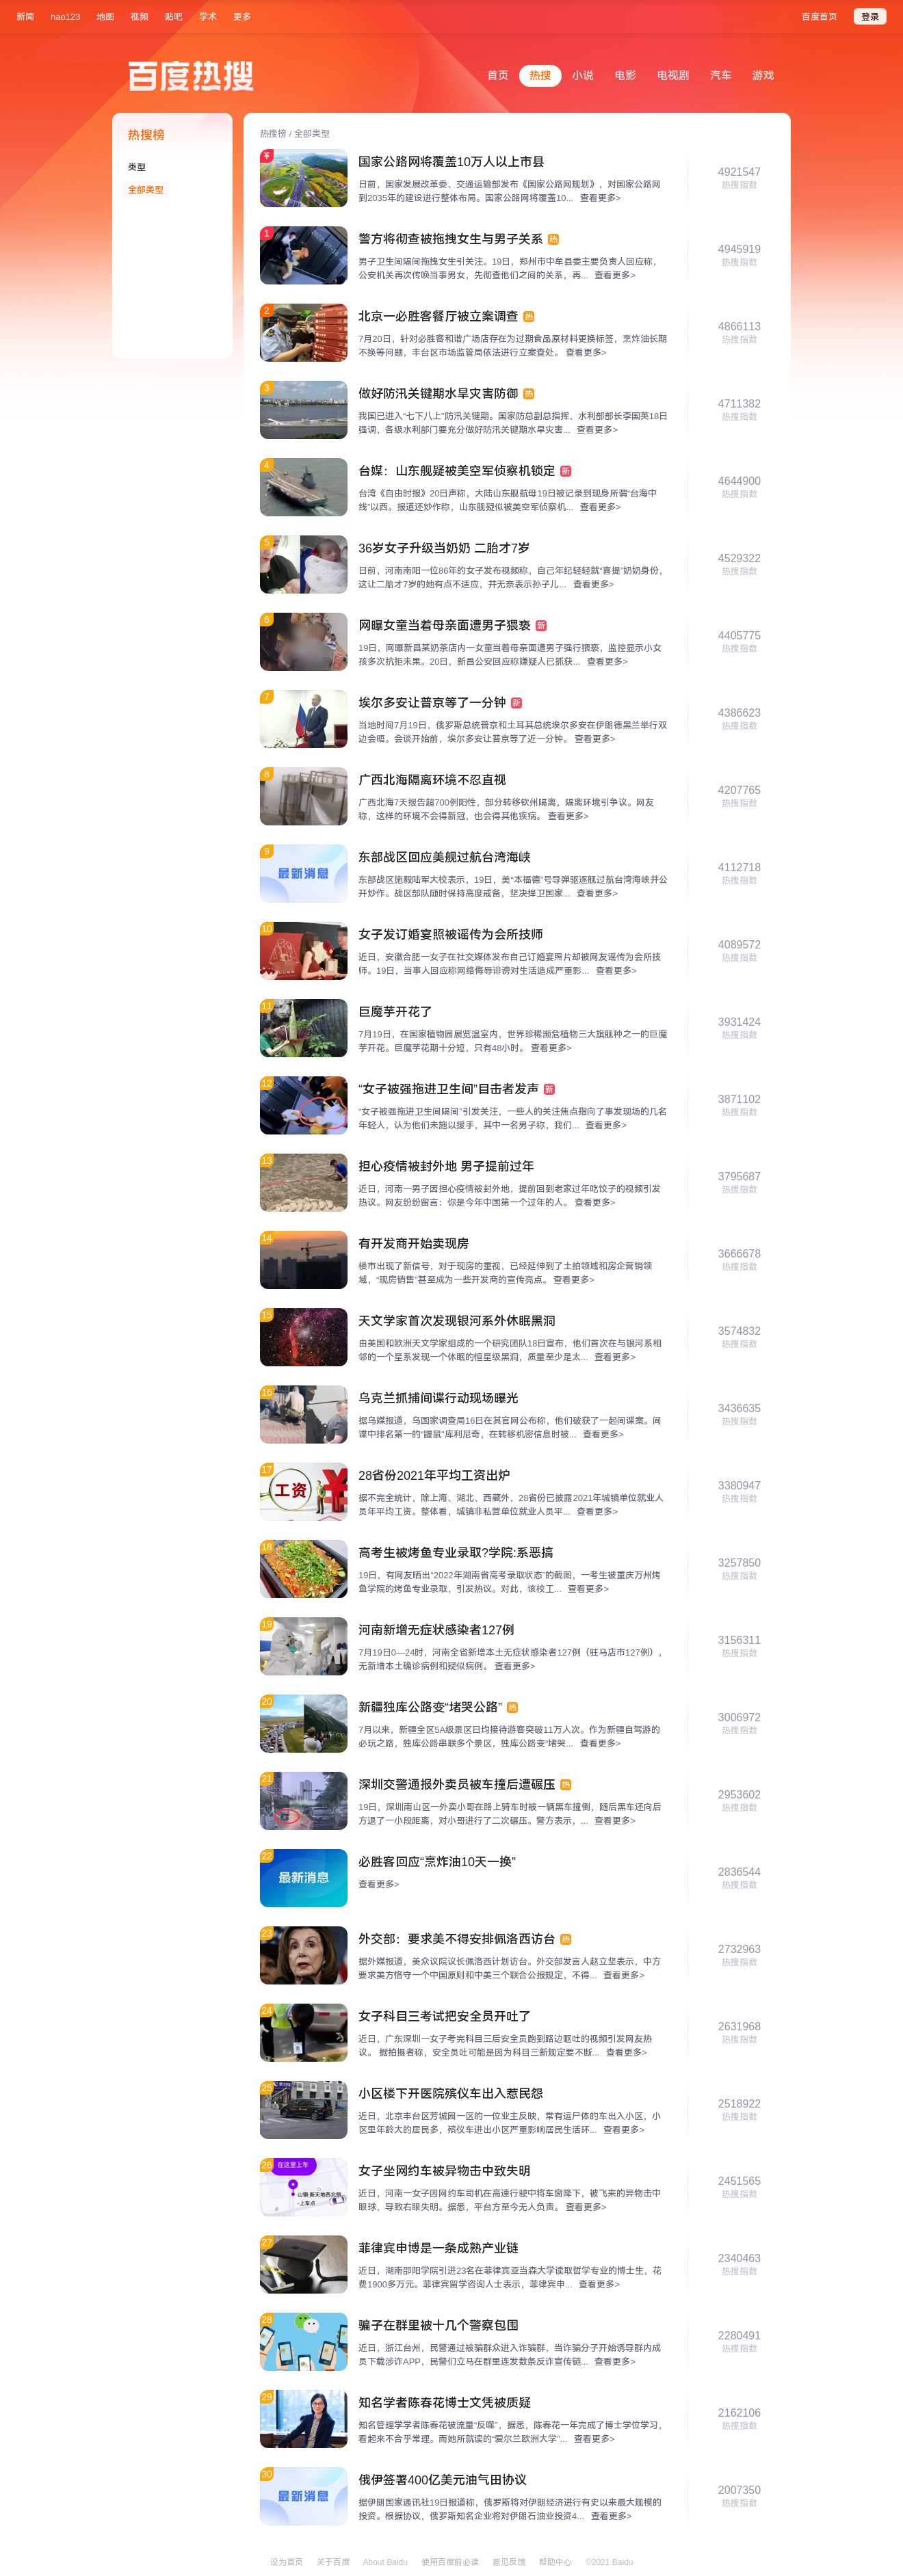 新闻 hao123 地图 视频 贴吧 学术 更多 百度首页 登录
百度热搜
首页 热搜 小说 电影 电视剧 汽车 游戏
热搜榜
类型
全部类型
热搜榜 / 全部类型
国家公路网将覆盖10万人以上市县
日前，国家发展改革委、交通运输部发布《国家公路网规划》，对国家公路网
到2035年的建设进行整体布局。国家公路网将覆盖10... 查看更多>
4921547
热搜指数
1
警方将彻查被拖拽女生与男子关系 热
男子卫生间隔间拖拽女生引关注。19日，郑州市中牟县委主要负责人回应称，
公安机关再次传唤当事男女，先彻查他们之间的关系，再... 查看更多>
4945919
热搜指数
2
北京一必胜客餐厅被立案调查 热
7月20日，针对必胜客和谐广场店存在为过期食品原材料更换标签，烹炸油长期
不换等问题，丰台区市场监管局依法进行立案查处。 查看更多>
4866113
热搜指数
3
做好防汛关键期水旱灾害防御 热
我国已进入“七下八上”防汛关键期。国家防总副总指挥、水利部部长李国英18日
强调，各级水利部门要充分做好防汛关键期水旱灾害... 查看更多>
4711382
热搜指数
4
台媒：山东舰疑被美空军侦察机锁定 新
台湾《自由时报》20日声称，大陆山东舰航母19日被记录到现身所谓“台海中
线”以西。报道还炒作称，山东舰疑似被美空军侦察机... 查看更多>
4644900
热搜指数
5
36岁女子升级当奶奶 二胎才7岁
日前，河南南阳一位86年的女子发布视频称，自己年纪轻轻就“喜提”奶奶身份，
这让二胎才7岁的她有点不适应，并无奈表示孙子儿... 查看更多>
4529322
热搜指数
6
网曝女童当着母亲面遭男子猥亵 新
19日，网曝新昌某奶茶店内一女童当着母亲面遭男子强行猥亵，监控显示小女
孩多次抗拒未果。20日，新昌公安回应称嫌疑人已抓获... 查看更多>
4405775
热搜指数
7
埃尔多安让普京等了一分钟 新
当地时间7月19日，俄罗斯总统普京和土耳其总统埃尔多安在伊朗德黑兰举行双
边会晤。会谈开始前，埃尔多安让普京等了近一分钟。 查看更多>
4386623
热搜指数
8
广西北海隔离环境不忍直视
广西北海7天报告超700例阳性，部分转移钦州隔离，隔离环境引争议。网友
称，这样的环境不会得新冠，也会得其他疾病。 查看更多>
4207765
热搜指数
9
最新消息
东部战区回应美舰过航台湾海峡
东部战区施毅陆军大校表示，19日，美“本福德”号导弹驱逐舰过航台湾海峡并公
开炒作。战区部队随时保持高度戒备，坚决捍卫国家... 查看更多>
4112718
热搜指数
10
女子发订婚宴照被谣传为会所技师
近日，安徽合肥一女子在社交媒体发布自己订婚宴照片却被网友谣传为会所技
师。19日，当事人回应称网络侮辱诽谤对生活造成严重影... 查看更多>
4089572
热搜指数
11
巨魔芋开花了
7月19日，在国家植物园展览温室内，世界珍稀濒危植物三大旗舰种之一的巨魔
芋开花。巨魔芋花期十分短，只有48小时。 查看更多>
3931424
热搜指数
12
“女子被强拖进卫生间”目击者发声 新
“女子被强拖进卫生间隔间”引发关注，一些人的关注焦点指向了事发现场的几名
年轻人，认为他们未施以援手，其中一名男子称，我们... 查看更多>
3871102
热搜指数
13
担心疫情被封外地 男子提前过年
近日，河南一男子因担心疫情被封外地，提前回到老家过年吃饺子的视频引发
热议。网友纷纷留言：你是今年中国第一个过年的人。 查看更多>
3795687
热搜指数
14
有开发商开始卖现房
楼市出现了新信号，对于现房的重视，已经延伸到了土拍领域和房企营销领
域，“现房销售”甚至成为一些开发商的宣传亮点。 查看更多>
3666678
热搜指数
15
天文学家首次发现银河系外休眠黑洞
由美国和欧洲天文学家组成的一个研究团队18日宣布，他们首次在与银河系相
邻的一个星系发现一个休眠的恒星级黑洞，质量至少是太... 查看更多>
3574832
热搜指数
16
乌克兰抓捕间谍行动现场曝光
据乌媒报道，乌国家调查局16日在其官网公布称，他们破获了一起间谍案。间
谍中排名第一的“鼹鼠”库利尼奇，在转移机密信息时被... 查看更多>
3436635
热搜指数
17
工资
28省份2021年平均工资出炉
据不完全统计，除上海、湖北、西藏外，28省份已披露2021年城镇单位就业人
员年平均工资。整体看，城镇非私营单位就业人员平... 查看更多>
3380947
热搜指数
18
高考生被烤鱼专业录取?学院:系恶搞
19日，有网友晒出“2022年湖南省高考录取状态”的截图，一考生被重庆万州烤
鱼学院的烤鱼专业录取，引发热议。对此，该校工... 查看更多>
3257850
热搜指数
19
河南新增无症状感染者127例
7月19日0—24时，河南全省新增本土无症状感染者127例（驻马店市127例），
无新增本土确诊病例和疑似病例。 查看更多>
3156311
热搜指数
20
新疆独库公路变“堵哭公路” 热
7月以来，新疆全区5A级景区日均接待游客突破11万人次。作为新疆自驾游的
必玩之路，独库公路串联多个景区，独库公路变“堵哭... 查看更多>
3006972
热搜指数
21
深圳交警通报外卖员被车撞后遭碾压 热
19日，深圳南山区一外卖小哥在路上骑车时被一辆黑车撞倒，随后黑车还向后
方退了一小段距离，对小哥进行了二次碾压。警方表示，... 查看更多>
2953602
热搜指数
22
最新消息
必胜客回应“烹炸油10天一换”
查看更多>
2836544
热搜指数
23
外交部：要求美不得安排佩洛西访台 热
据外媒报道，美众议院议长佩洛西计划访台。外交部发言人赵立坚表示，中方
要求美方恪守一个中国原则和中美三个联合公报规定，不得... 查看更多>
2732963
热搜指数
24
女子科目三考试把安全员开吐了
近日，广东深圳一女子考完科目三后安全员跑到路边呕吐的视频引发网友热
议。 据拍摄者称，安全员吐可能是因为科目三新规定要不断... 查看更多>
2631968
热搜指数
25
小区楼下开医院殡仪车出入惹民怨
近日，北京丰台区芳城园一区的一位业主反映，常有运尸体的车出入小区，小
区里年龄大的居民多，殡仪车进出小区严重影响居民生活环... 查看更多>
2518922
热搜指数
26
在这里上车
-上车点
女子坐网约车被异物击中致失明
近日，河南一女子因网约车司机在高速行驶中将车窗降下，被飞来的异物击中
眼球，导致右眼失明。据悉，平台方至今无人负责。 查看更多>
2451565
热搜指数
27
菲律宾申博是一条成熟产业链
近日，湖南邵阳学院引进23名在菲律宾亚当森大学读取哲学专业的博士生，花
费1900多万元。菲律宾留学咨询人士表示，菲律宾申... 查看更多>
2340463
热搜指数
28
骗子在群里被十几个警察包围
近日，浙江台州，民警通过被骗群众进入诈骗群，当诈骗分子开始诱导群内成
员下载涉诈APP，民警们立马在群里连发数条反诈宣传链... 查看更多>
2280491
热搜指数
29
知名学者陈春花博士文凭被质疑
知名管理学学者陈春花被流量“反噬”，据悉，陈春花一年完成了博士学位学习，
看起来不合乎常理。而她所就读的“爱尔兰欧洲大学”... 查看更多>
2162106
热搜指数
30
最新消息
俄伊签署400亿美元油气田协议
据伊朗国家通讯社19日报道称，俄罗斯将对伊朗经济进行有史以来最大规模的
投资。根据协议，俄罗斯知名企业将对伊朗石油业投资4... 查看更多>
2007350
热搜指数
设为首页 关于百度 About Baidu 使用百度前必读 意见反馈 帮助中心 ©2021 Baidu